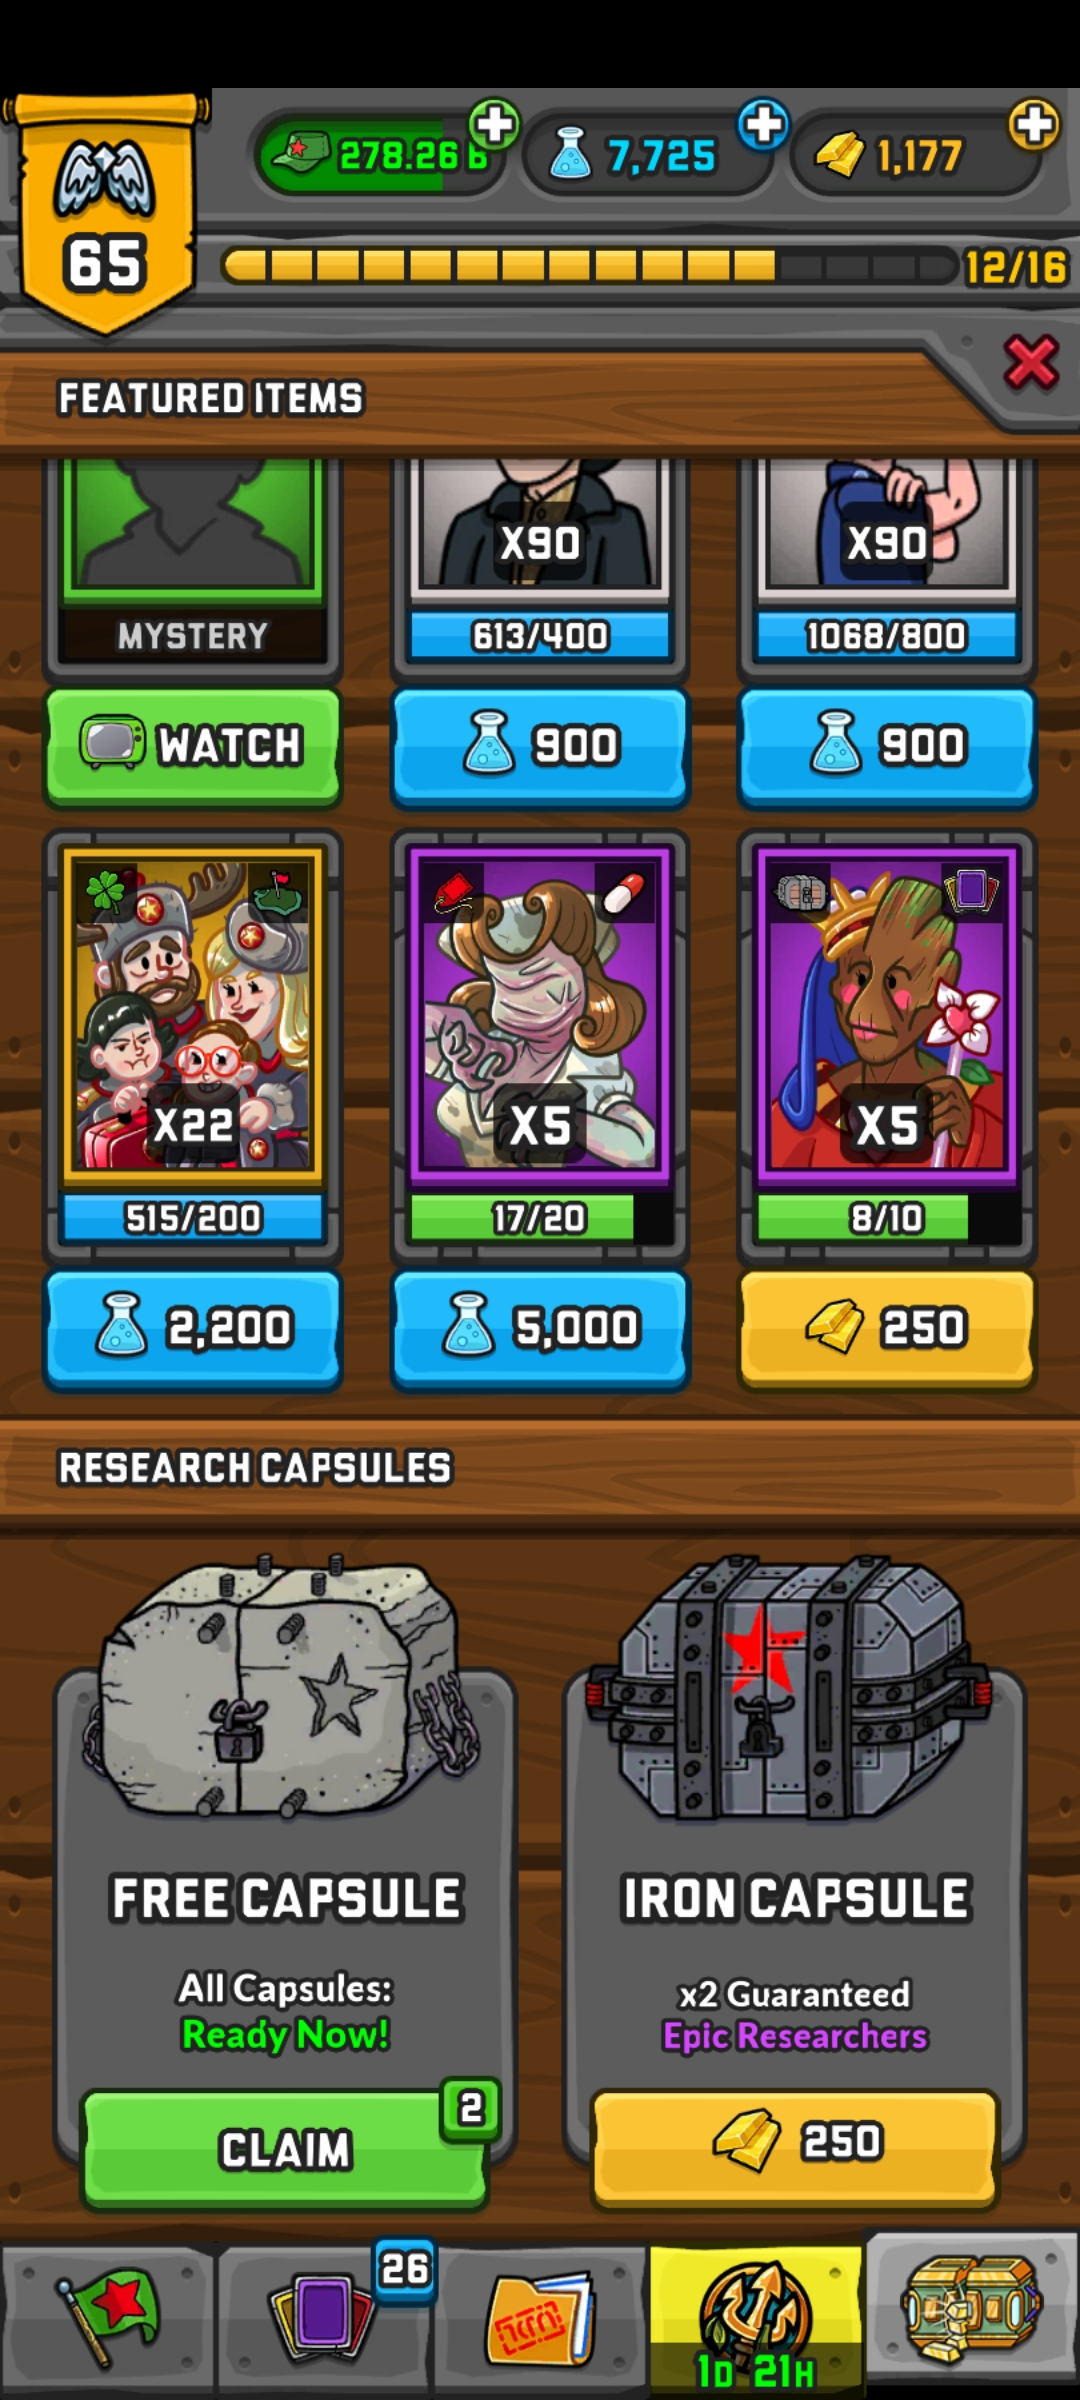 278.26 B
7,725
1,177
65
12/16
FEATURED ITEMS
X90
X90
MYSTERY
613/400
1068/800
WATCH
900
900
X22
X5
X5
515/200
17/20
8/10
2,200
5,000
250
RESEARCH CAPSULES
FREE CAPSULE
IRON CAPSULE
All Capsules:
Ready Now!
x2 Guaranteed
Epic Researchers
2
CLAIM
250
26
1D 21H